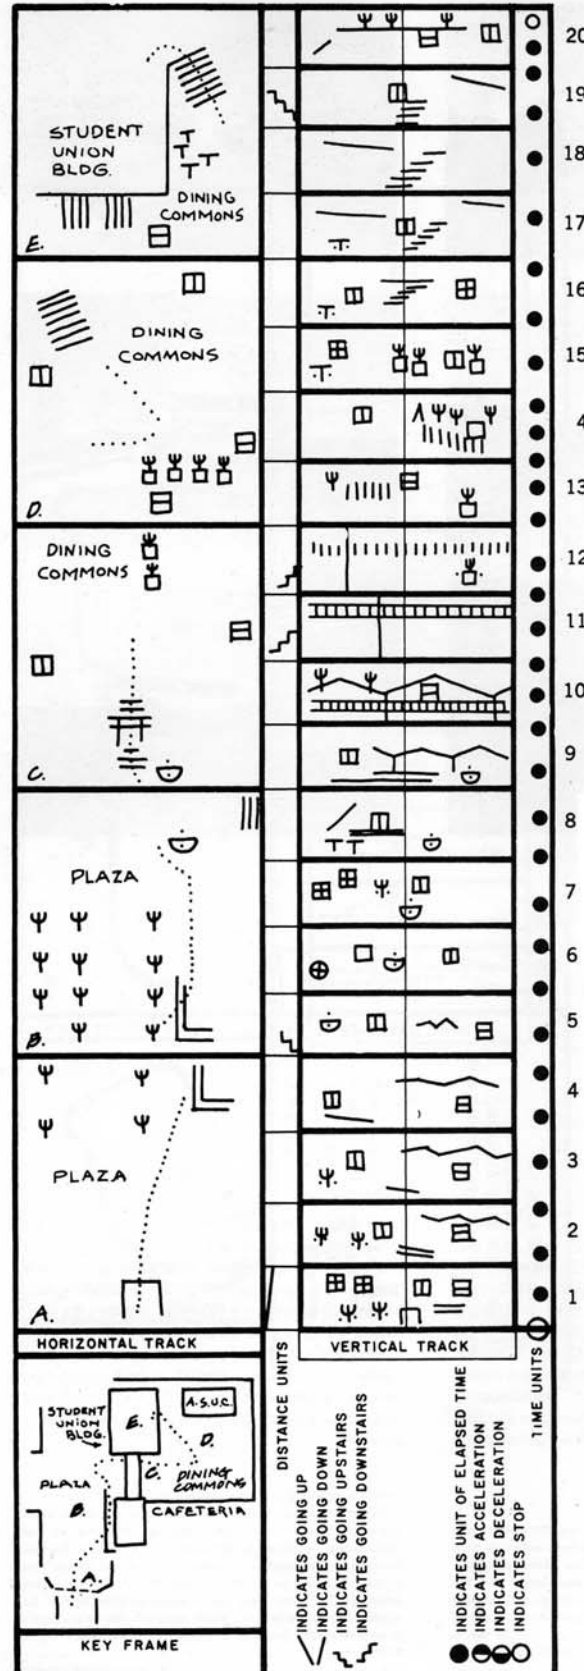 20
19
STUDENT
UNION
BLDG.
18
DINING
COMMONS
17
E.
16
DINING
COMMONS
15
4
13
D.
DINING
COMMONS
12
11
10
9
C.
8
PLAZA
7
6
5
B.
4
PLAZA
3
2
1
A.
HORIZONTAL TRACK
DISTANCE UNITS
VERTICAL TRACK
TIME UNITS
STUDENT
UNION
BLDG.
E.
A.S.U.C.
D.
C.
DINING
COMMONS
PLAZA
B.
CAFETERIA
A.
KEY FRAME
INDICATES GOING UP
INDICATES GOING DOWN
INDICATES GOING UPSTAIRS
INDICATES GOING DOWNSTAIRS
INDICATES UNIT OF ELAPSED TIME
INDICATES ACCELERATION
INDICATES DECELERATION
INDICATES STOP